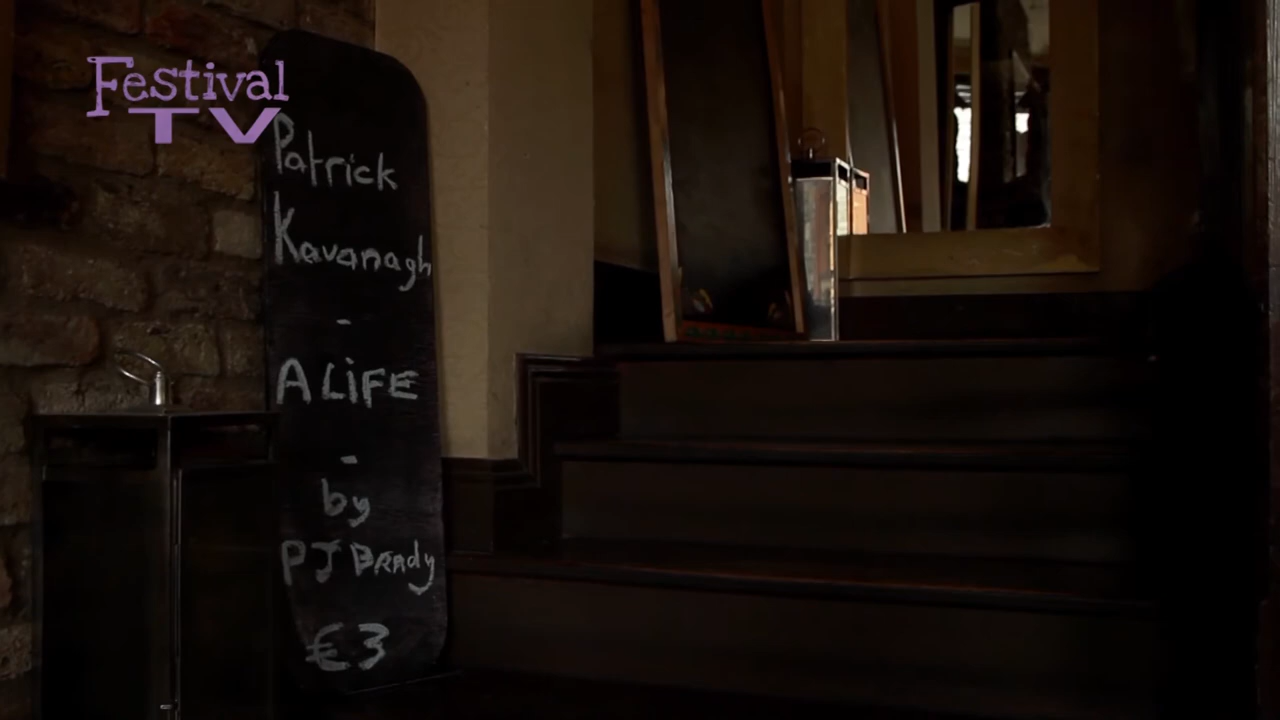 Festival
TV
Patrick
Kavanagh
-
A LiFE
-
by
PJ BRAdy
€3